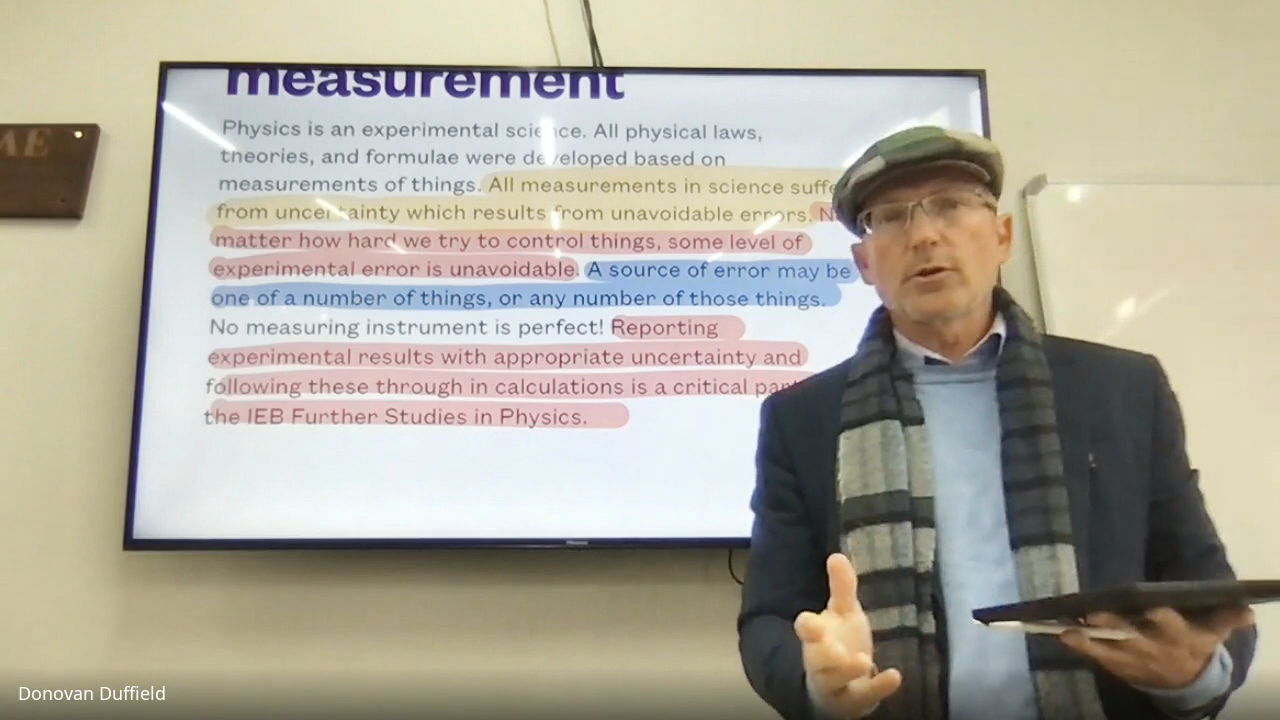 measurement
AE
Physics is an experimental science. All physical laws,
theories, and formulae were developed based on
measurements of things. All measurements in science suffe
from uncertainty which results from unavoidable errors. N
matter how hard we try to control things, some level of
experimental error is unavoidable. A source of error may be
one of a number of things, or any number of those things.
No measuring instrument is perfect! Reporting
experimental results with appropriate uncertainty and
following these through in calculations is a critical part
the IEB Further Studies in Physics.
Hisense
Donovan Duffield